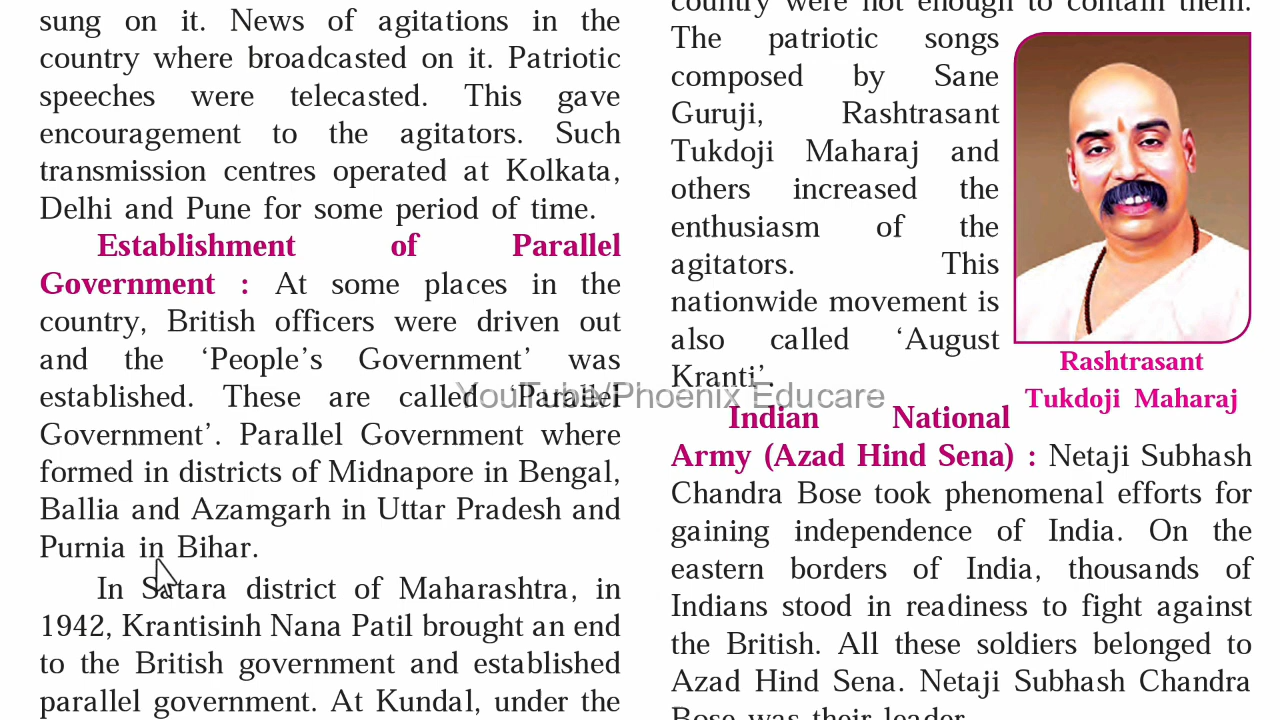 sung on it. News of agitations in the
country where broadcasted on it. Patriotic
speeches were telecasted. This gave
encouragement to the agitators. Such
transmission centres operated at Kolkata,
Delhi and Pune for some period of time.
Establishment of Parallel
Government : At some places in the
country, British officers were driven out
and the ‘People’s Government’ was
established. These are called ‘Parallel
Government’. Parallel Government where
formed in districts of Midnapore in Bengal,
Ballia and Azamgarh in Uttar Pradesh and
Purnia in Bihar.
In Satara district of Maharashtra, in
1942, Krantisinh Nana Patil brought an end
to the British government and established
parallel government. At Kundal, under the
country were not enough to contain them.
The patriotic songs
composed by Sane
Guruji, Rashtrasant
Tukdoji Maharaj and
others increased the
enthusiasm of the
agitators. This
nationwide movement is
also called ‘August
Kranti’.
Rashtrasant
Tukdoji Maharaj
Indian National
Army (Azad Hind Sena) : Netaji Subhash
Chandra Bose took phenomenal efforts for
gaining independence of India. On the
eastern borders of India, thousands of
Indians stood in readiness to fight against
the British. All these soldiers belonged to
Azad Hind Sena. Netaji Subhash Chandra
Bose was their leader.
YouTube/Phoenix Educare